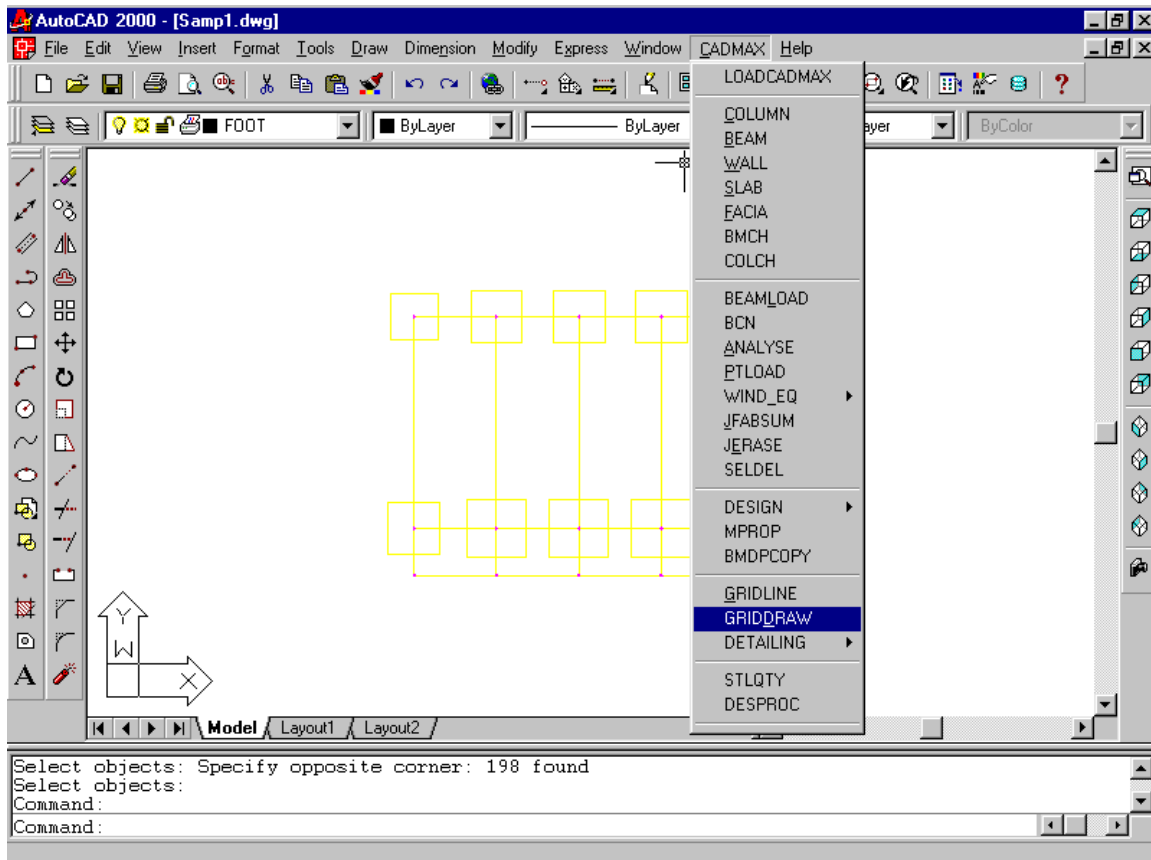 AutoCAD 2000 - [Samp1.dwg]
File Edit View Insert Format Tools Draw Dimension Modify Express Window CADMAX Help
FOOT ByLayer ByLayer ayer ByColor
LOADCADMAX
COLUMN
BEAM
WALL
SLAB
FACIA
BMCH
COLCH
BEAMLOAD
BCN
ANALYSE
PTLOAD
WIND_EQ
JFABSUM
JERASE
SELDEL
DESIGN
MPROP
BMDPCOPY
GRIDLINE
GRIDDRAW
DETAILING
STLQTY
DESPROC
Y
W
X
A
Model Layout1 Layout2
Select objects: Specify opposite corner: 198 found
Select objects:
Command:
Command: